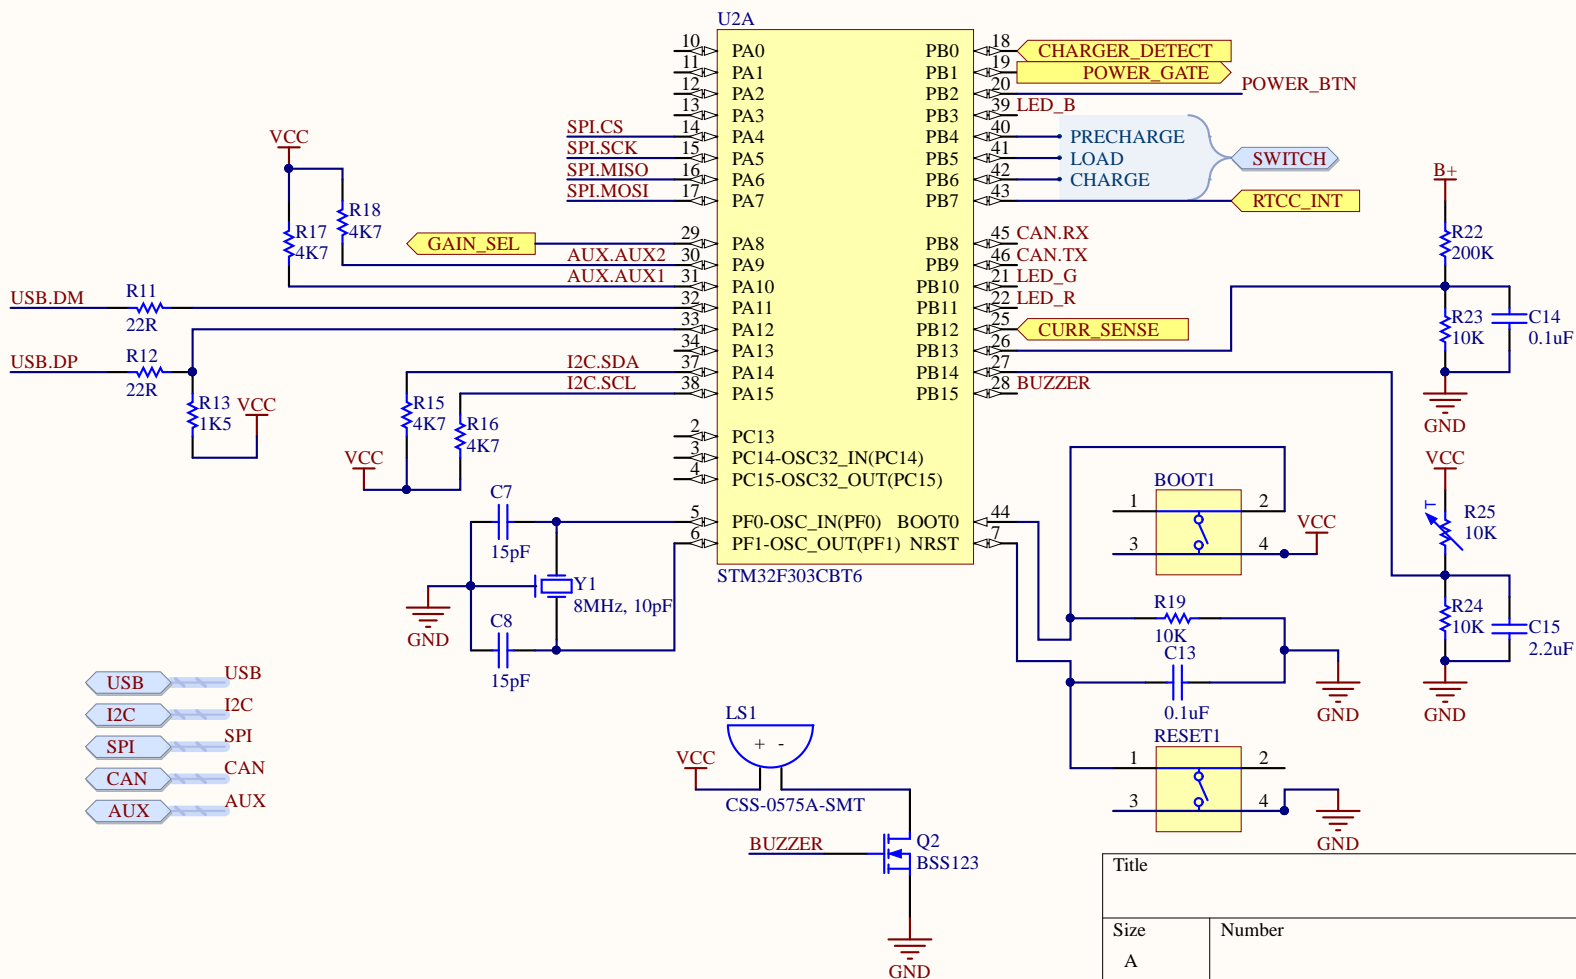 U2A
10 PA0
11 PA1
12 PA2
13 PA3
SPI.CS 14 PA4
SPI.SCK 15 PA5
SPI.MISO 16 PA6
SPI.MOSI 17 PA7
GAIN_SEL 29 PA8
AUX.AUX2 30 PA9
AUX.AUX1 31 PA10
32 PA11
33 PA12
34 PA13
I2C.SDA 37 PA14
I2C.SCL 38 PA15
2 PC13
3 PC14-OSC32_IN(PC14)
4 PC15-OSC32_OUT(PC15)
5 PF0-OSC_IN(PF0)
6 PF1-OSC_OUT(PF1)
PB0 18 CHARGER_DETECT
PB1 19 POWER_GATE
PB2 20 POWER_BTN
PB3 39 LED_B
PB4 40 PRECHARGE
PB5 41 LOAD
PB6 42 CHARGE
SWITCH
PB7 43 RTCC_INT
PB8 45 CAN.RX
PB9 46 CAN.TX
PB10 21 LED_G
PB11 22 LED_R
PB12 25 CURR_SENSE
PB13 26
PB14 27
PB15 28 BUZZER
BOOT0 44
NRST 7
STM32F303CBT6
VCC
R17
4K7
R18
4K7
USB.DM
R11
22R
USB.DP
R12
22R
R13
1K5
VCC
R15
4K7
R16
4K7
VCC
C7
15pF
Y1
8MHz, 10pF
C8
15pF
GND
B+
R22
200K
R23
10K
C14
0.1uF
GND
VCC
T
R25
10K
R24
10K
C15
2.2uF
GND
BOOT1
1 2
3 4
VCC
R19
10K
C13
0.1uF
GND
RESET1
1 2
3 4
GND
USB USB
I2C I2C
SPI SPI
CAN CAN
AUX AUX
LS1
+ -
VCC
CSS-0575A-SMT
BUZZER
Q2
BSS123
GND
Title
Size Number
A